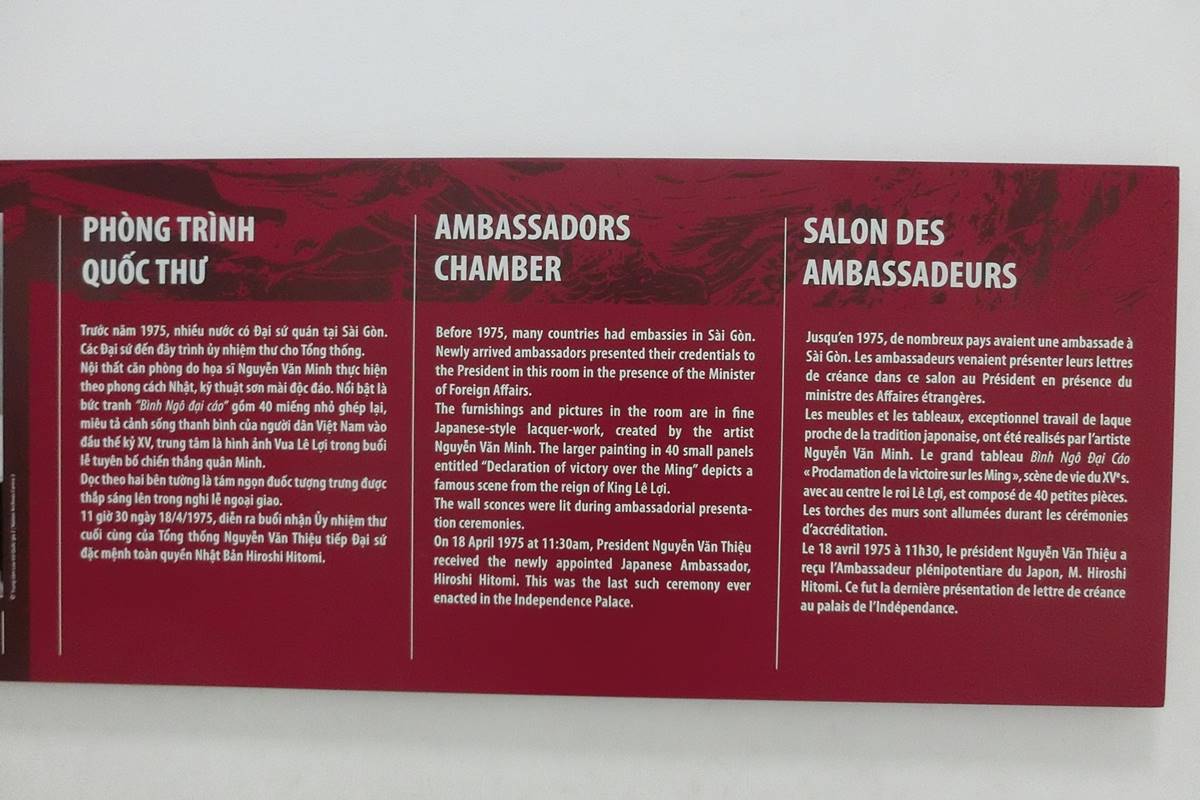 PHÒNG TRÌNH
QUỐC THƯ
Trước năm 1975, nhiều nước có Đại sứ quán tại Sài Gòn.
Các Đại sứ đến đây trình ủy nhiệm thư cho Tổng thống.
Nội thất căn phòng do họa sĩ Nguyễn Văn Minh thực hiện
theo phong cách Nhật, kỹ thuật sơn mài độc đáo. Nổi bật là
bức tranh “Bình Ngô đại cáo” gồm 40 miếng nhỏ ghép lại,
miêu tả cảnh sống thanh bình của người dân Việt Nam vào
đầu thế kỷ XV, trung tâm là hình ảnh Vua Lê Lợi trong buổi
lễ tuyên bố chiến thắng quân Minh.
Dọc theo hai bên tường là tám ngọn đuốc tượng trưng được
thắp sáng lên trong nghi lễ ngoại giao.
11 giờ 30 ngày 18/4/1975, diễn ra buổi nhận Ủy nhiệm thư
cuối cùng của Tổng thống Nguyễn Văn Thiệu tiếp Đại sứ
đặc mệnh toàn quyền Nhật Bản Hiroshi Hitomi.
AMBASSADORS
CHAMBER
Before 1975, many countries had embassies in Sài Gòn.
Newly arrived ambassadors presented their credentials to
the President in this room in the presence of the Minister
of Foreign Affairs.
The furnishings and pictures in the room are in fine
Japanese-style lacquer-work, created by the artist
Nguyễn Văn Minh. The larger painting in 40 small panels
entitled “Declaration of victory over the Ming” depicts a
famous scene from the reign of King Lê Lợi.
The wall sconces were lit during ambassadorial presenta-
tion ceremonies.
On 18 April 1975 at 11:30am, President Nguyễn Văn Thiệu
received the newly appointed Japanese Ambassador,
Hiroshi Hitomi. This was the last such ceremony ever
enacted in the Independence Palace.
SALON DES
AMBASSADEURS
Jusqu’en 1975, de nombreux pays avaient une ambassade à
Sài Gòn. Les ambassadeurs venaient présenter leurs lettres
de créance dans ce salon au Président en présence du
ministre des Affaires étrangères.
Les meubles et les tableaux, exceptionnel travail de laque
proche de la tradition japonaise, ont été realisés par l’artiste
Nguyễn Văn Minh. Le grand tableau Bình Ngô Đại Cáo
« Proclamation de la victoire sur les Ming », scène de vie du XVᵉ s.
avec au centre le roi Lê Lợi, est composé de 40 petites pièces.
Les torches des murs sont allumées durant les cérémonies
d’accréditation.
Le 18 avril 1975 à 11h30, le président Nguyễn Văn Thiệu a
reçu l’Ambassadeur plénipotentiare du Japon, M. Hiroshi
Hitomi. Ce fut la dernière présentation de lettre de créance
au palais de l’Indépendance.